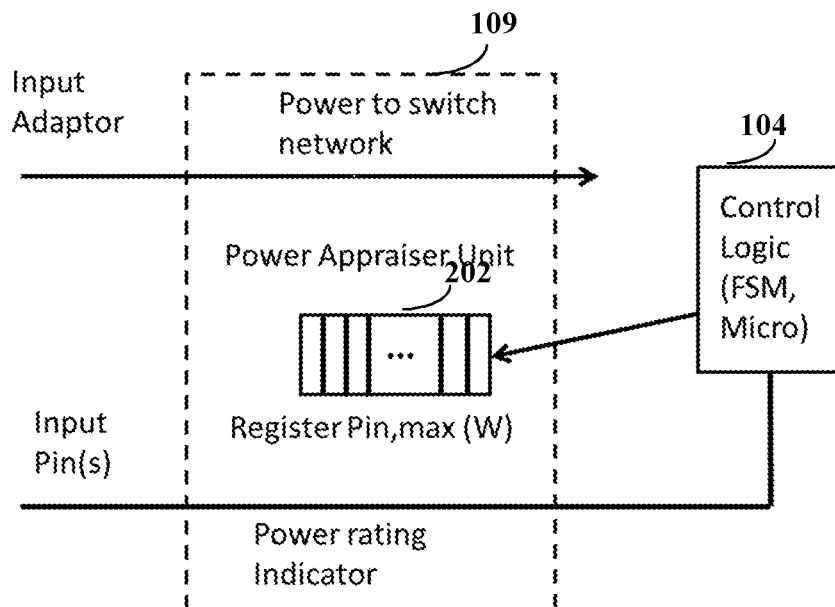 109
Input
Adaptor
Power to switch
network
104
Control
Logic
(FSM,
Micro)
Power Appraiser Unit
202
...
Register Pin,max (W)
Input
Pin(s)
Power rating
Indicator